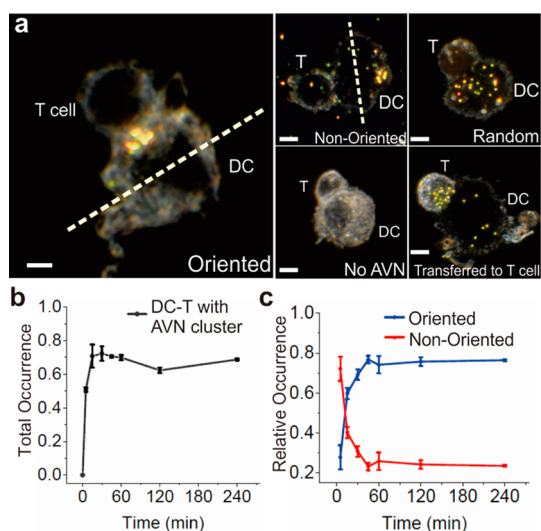 a
T cell
DC
Oriented
T
DC
Non-Oriented
T
DC
Random
T
DC
No AVN
T
DC
Transferred to T cell
b
DC-T with
AVN cluster
Total Occurrence
1.0
0.8
0.6
0.4
0.2
0.0
0 60 120 180 240
Time (min)
c
Oriented
Non-Oriented
Relative Occurrence
1.0
0.8
0.6
0.4
0.2
0 60 120 180 240
Time (min)